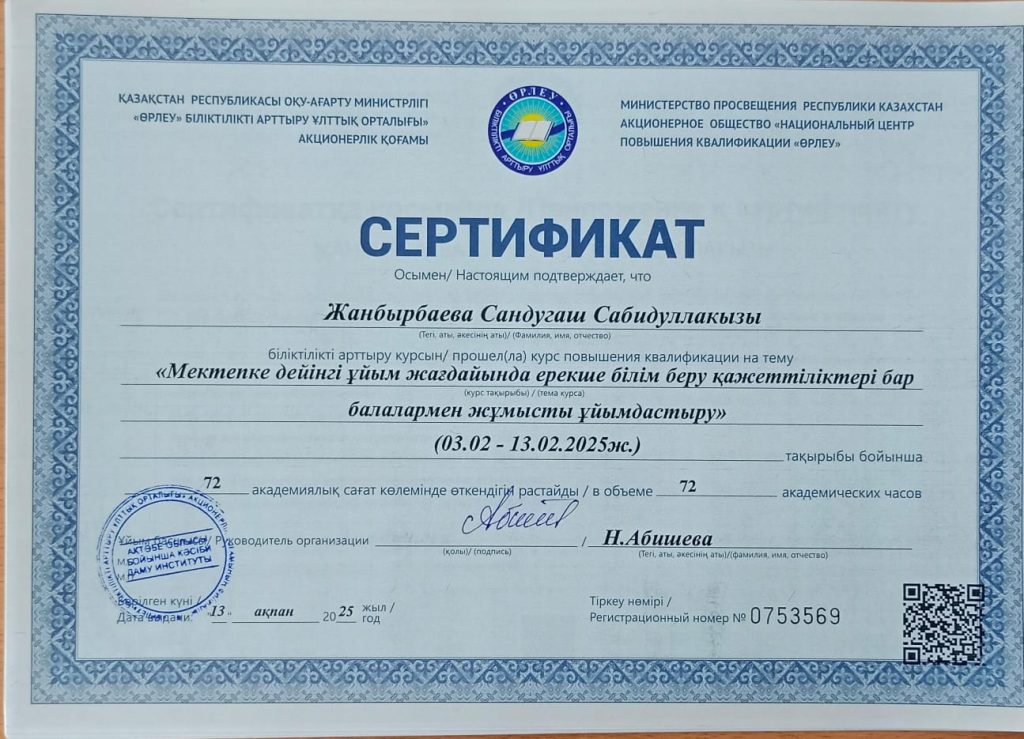 ҚАЗАҚСТАН РЕСПУБЛИКАСЫ ОҚУ-АҒАРТУ МИНИСТРЛІГІ
«ӨРЛЕУ» БІЛІКТІЛІКТІ АРТТЫРУ ҰЛТТЫҚ ОРТАЛЫҒЫ»
АКЦИОНЕРЛІК ҚОҒАМЫ
ӨРЛЕУ
БІЛІКТІЛІКТІ АРТТЫРУ ҰЛТТЫҚ ОРТАЛЫҒЫ
МИНИСТЕРСТВО ПРОСВЕЩЕНИЯ РЕСПУБЛИКИ КАЗАХСТАН
АКЦИОНЕРНОЕ ОБЩЕСТВО «НАЦИОНАЛЬНЫЙ ЦЕНТР
ПОВЫШЕНИЯ КВАЛИФИКАЦИИ «ӨРЛЕУ»
СЕРТИФИКАТ
Осымен/ Настоящим подтверждает, что
Жанбырбаева Сандугаш Сабидуллакызы
(Тегі, аты, әкесінің аты)/ (Фамилия, имя, отчество)
біліктілікті арттыру курсын/ прошел(ла) курс повышения квалификации на тему
«Мектепке дейінгі ұйым жағдайында ерекше білім беру қажеттіліктері бар
(курс тақырыбы) / (тема курса)
балалармен жұмысты ұйымдастыру»
(03.02 - 13.02.2025ж.)
тақырыбы бойынша
72 академиялық сағат көлемінде өткендігін растайды / в объеме 72 академических часов
Ұйым басшысы/ Руководитель организации / Н.Абишева
(қолы)/ (подпись) (Тегі, аты, әкесінің аты)/(фамилия, имя, отчество)
АҚТӨБЕ ОБЛЫСЫ
БОЙЫНША КӘСІБИ
ДАМУ ИНСТИТУТЫ
Берілген күні /
Дата выдачи: "13" ақпан 2025 жыл / год
Тіркеу нөмірі /
Регистрационный номер № 0753569